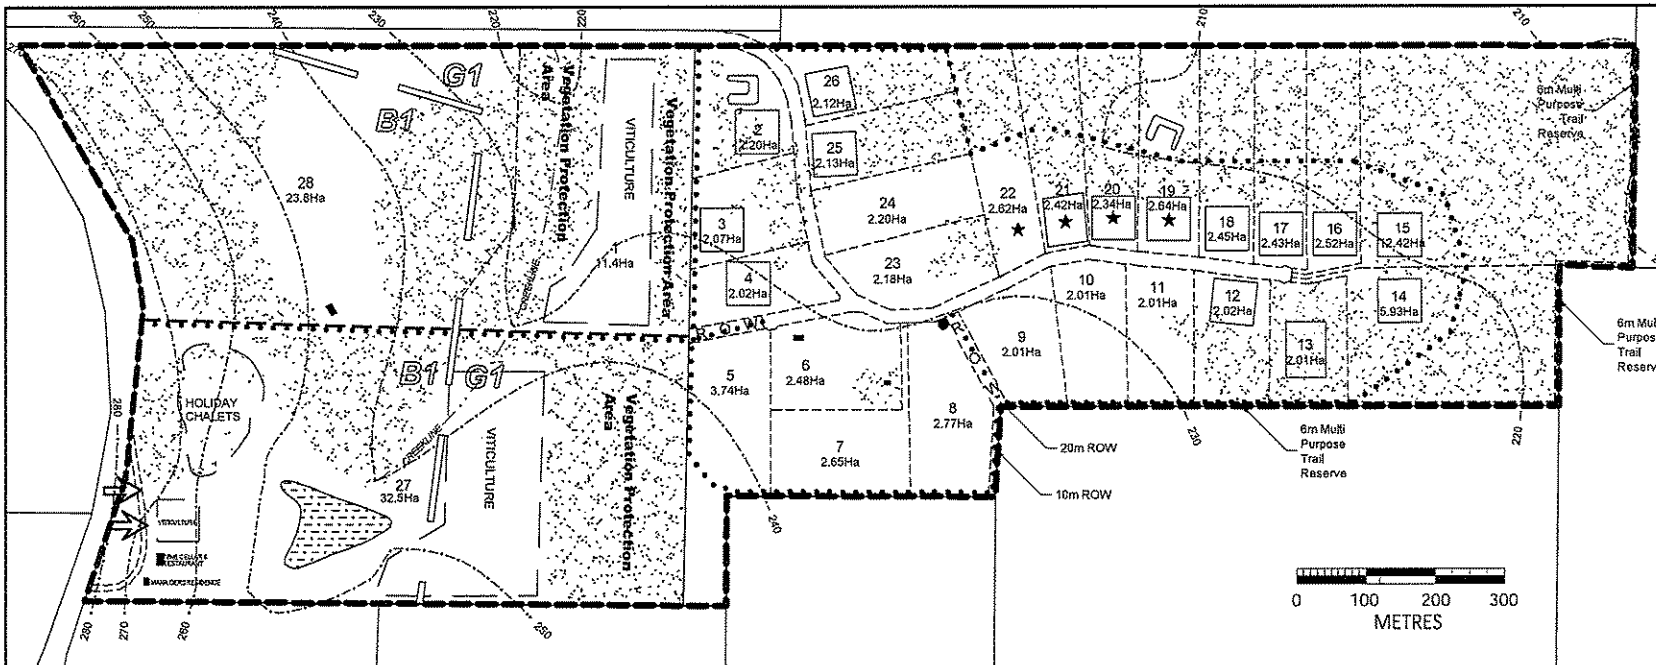 260
250
240
230
220
220
210
210
270
G1
B1
Vegetation Protection
Area
VITICULTURE
Vegetation Protection Area
28
23.8Ha
11.4Ha
CREEKLINE
2
2.20Ha
26
2.12Ha
25
2.13Ha
3
2.07Ha
24
2.20Ha
4
2.02Ha
23
2.18Ha
22
2.62Ha
21
2.42Ha
20
2.34Ha
19
2.64Ha
18
2.45Ha
17
2.43Ha
16
2.52Ha
15
12.42Ha
6m Multi
Purpose
Trail
Reserve
R O W
5
3.74Ha
6
2.48Ha
7
2.65Ha
8
2.77Ha
R O W
9
2.01Ha
10
2.01Ha
11
2.01Ha
12
2.02Ha
13
2.01Ha
14
5.93Ha
6m Mul
Purpos
Trail
Reserv
B1
G1
HOLIDAY
CHALETS
280
CREEKLINE
27
32.5Ha
VITICULTURE
Vegetation Protection
Area
VITICULTURE
RESTAURANT
280
270
260
250
240
20m ROW
10m ROW
230
6m Multi
Purpose
Trail
Reserve
220
0 100 200 300
METRES